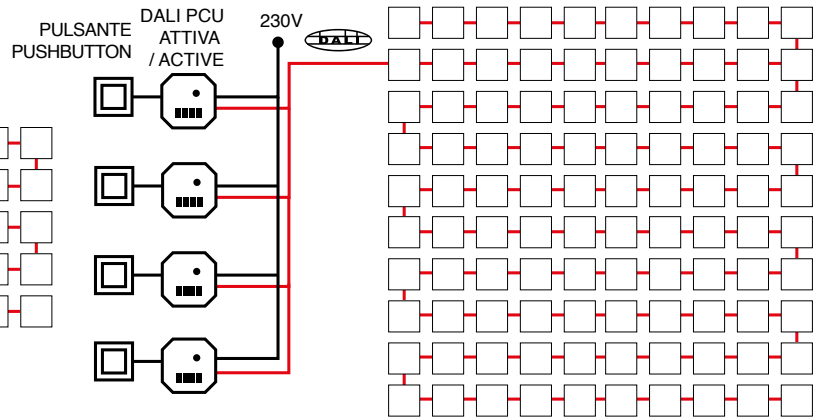 PULSANTE
PUSHBUTTON
DALI PCU
ATTIVA
/ ACTIVE
230V
DALI